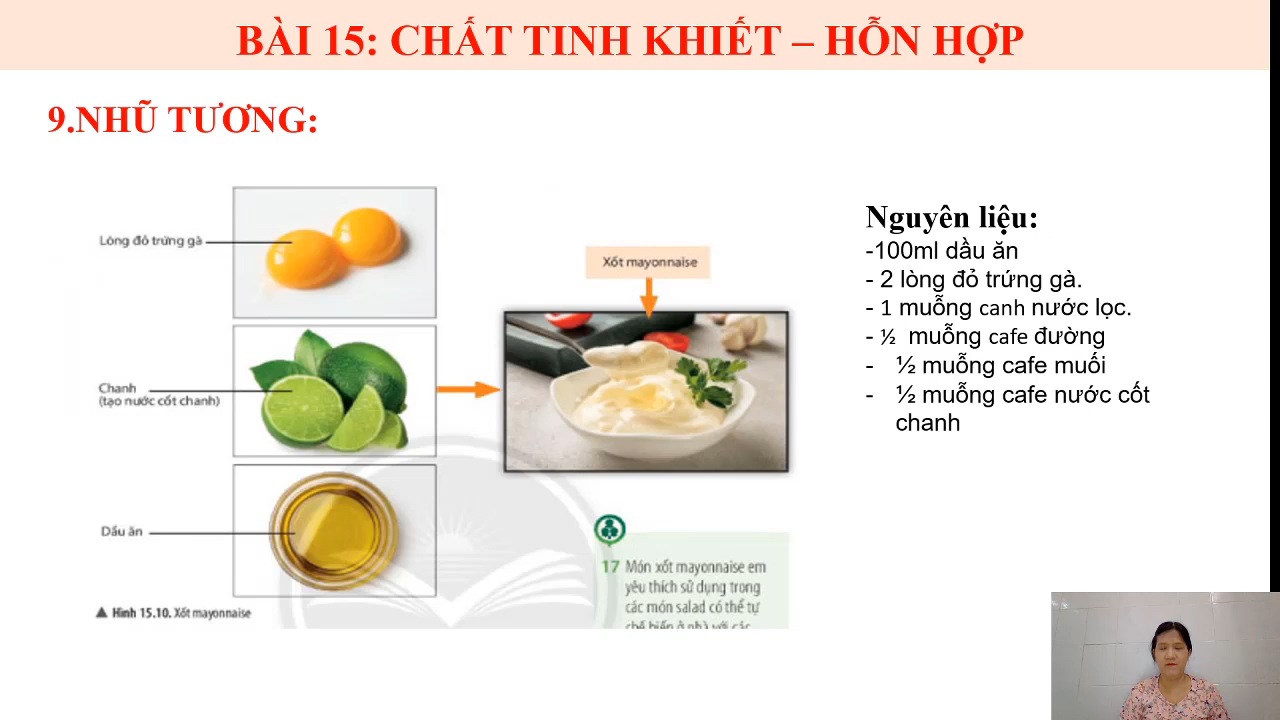 BÀI 15: CHẤT TINH KHIẾT – HỖN HỢP
9.NHŨ TƯƠNG:
Lòng đỏ trứng gà
Chanh
(tạo nước cốt chanh)
Dầu ăn
▲ Hình 15.10. Xốt mayonnaise
Xốt mayonnaise
17 Món xốt mayonnaise em
yêu thích sử dụng trong
các món salad có thể tự
chế biến ở nhà với các
Nguyên liệu:
-100ml dầu ăn
- 2 lòng đỏ trứng gà.
- 1 muỗng canh nước lọc.
- ½ muỗng cafe đường
- ½ muỗng cafe muối
- ½ muỗng cafe nước cốt
chanh